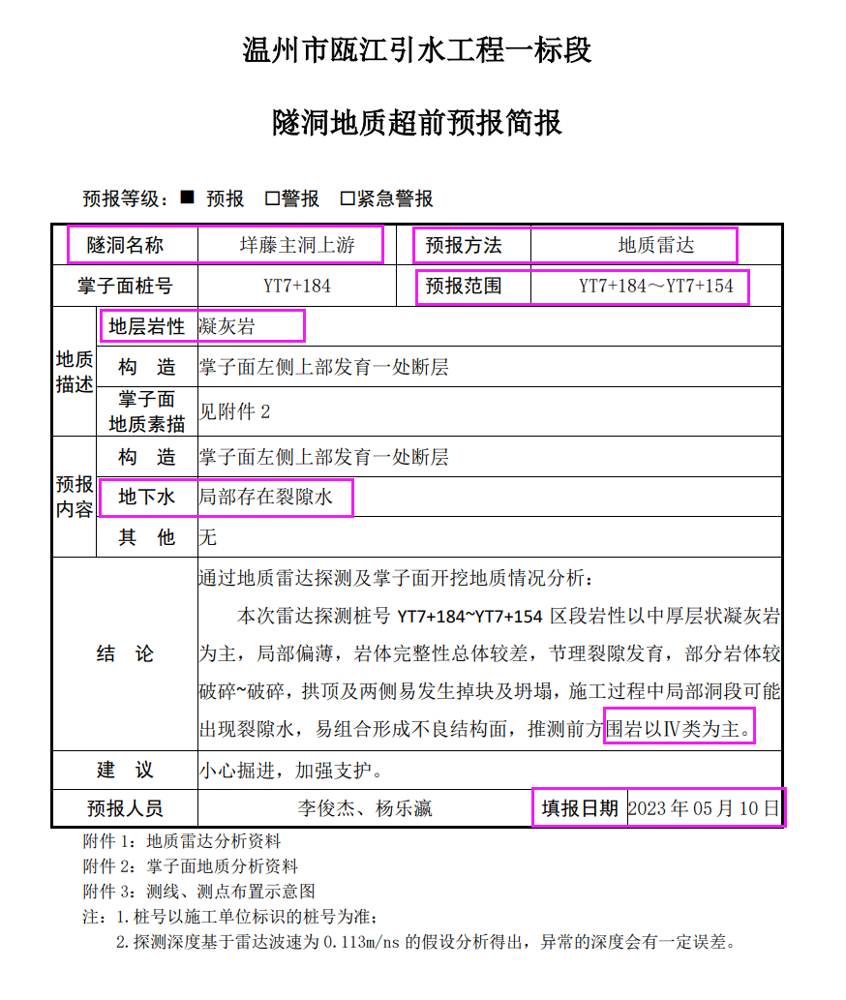 温州市瓯江引水工程一标段
隧洞地质超前预报简报
预报等级：■ 预报 □警报 □紧急警报
隧洞名称 垟藤主洞上游 预报方法 地质雷达
掌子面桩号 YT7+184 预报范围 YT7+184～YT7+154
地质描述 地层岩性 凝灰岩
构 造 掌子面左侧上部发育一处断层
掌子面
地质素描 见附件 2
预报内容 构 造 掌子面左侧上部发育一处断层
地下水 局部存在裂隙水
其 他 无
结 论 通过地质雷达探测及掌子面开挖地质情况分析：
本次雷达探测桩号 YT7+184~YT7+154 区段岩性以中厚层状凝灰岩
为主，局部偏薄，岩体完整性总体较差，节理裂隙发育，部分岩体较
破碎~破碎，拱顶及两侧易发生掉块及坍塌，施工过程中局部洞段可能
出现裂隙水，易组合形成不良结构面，推测前方围岩以Ⅳ类为主。
建 议 小心掘进，加强支护。
预报人员 李俊杰、杨乐瀛 填报日期 2023 年 05 月 10 日
附件 1：地质雷达分析资料
附件 2：掌子面地质分析资料
附件 3：测线、测点布置示意图
注：1.桩号以施工单位标识的桩号为准；
2.探测深度基于雷达波速为 0.113m/ns 的假设分析得出，异常的深度会有一定误差。